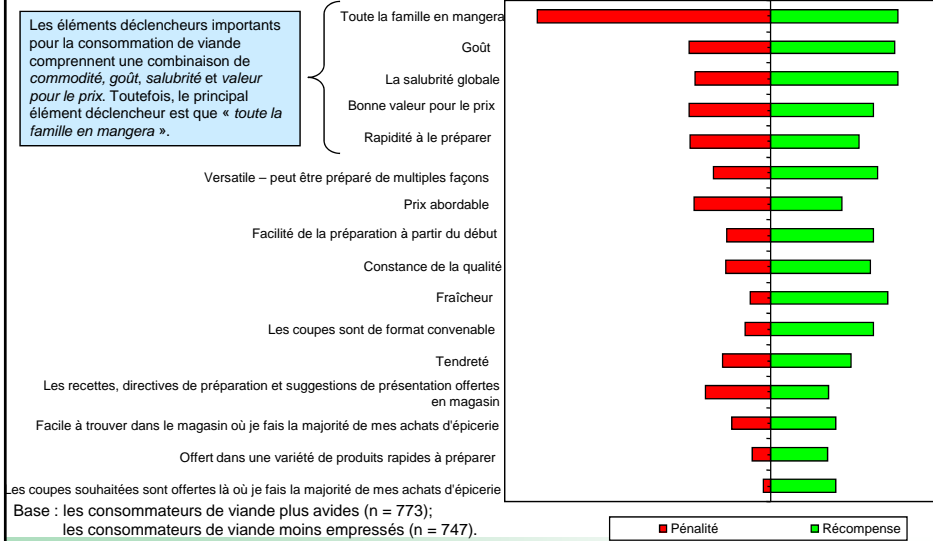 Les éléments déclencheurs importants
pour la consommation de viande
comprennent une combinaison de
commodité, goût, salubrité et valeur
pour le prix. Toutefois, le principal
élément déclencheur est que « toute la
famille en mangera ».
Toute la famille en mangera
Goût
La salubrité globale
Bonne valeur pour le prix
Rapidité à le préparer
Versatile – peut être préparé de multiples façons
Prix abordable
Facilité de la préparation à partir du début
Constance de la qualité
Fraîcheur
Les coupes sont de format convenable
Tendreté
Les recettes, directives de préparation et suggestions de présentation offertes
en magasin
Facile à trouver dans le magasin où je fais la majorité de mes achats d'épicerie
Offert dans une variété de produits rapides à préparer
Les coupes souhaitées sont offertes là où je fais la majorité de mes achats d'épicerie
Base : les consommateurs de viande plus avides (n = 773);
les consommateurs de viande moins empressés (n = 747).
Pénalité
Récompense